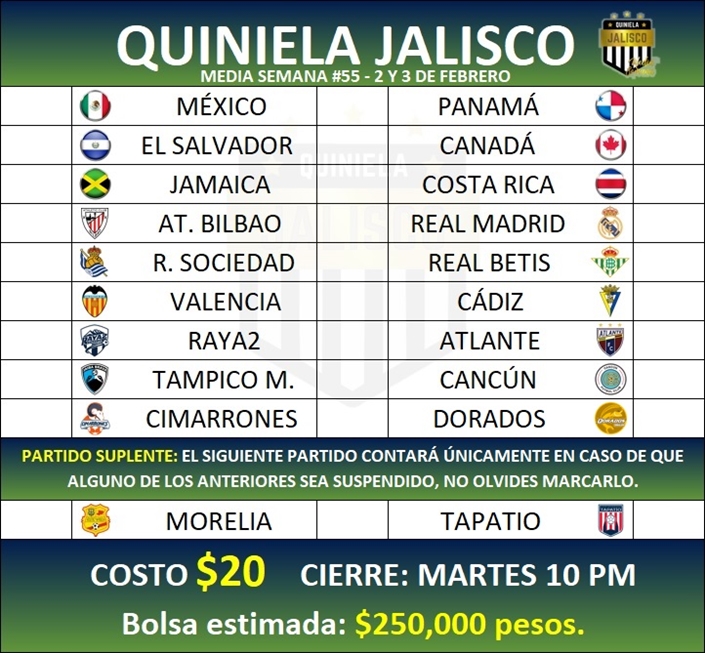 QUINIELA JALISCO
MEDIA SEMANA #55 - 2 Y 3 DE FEBRERO
MÉXICO PANAMÁ
EL SALVADOR CANADÁ
JAMAICA COSTA RICA
AT. BILBAO REAL MADRID
R. SOCIEDAD REAL BETIS
VALENCIA CÁDIZ
RAYA2 ATLANTE
TAMPICO M. CANCÚN
CIMARRONES DORADOS
QUINIELA
JALISCO
PARTIDO SUPLENTE: EL SIGUIENTE PARTIDO CONTARÁ ÚNICAMENTE EN CASO DE QUE
ALGUNO DE LOS ANTERIORES SEA SUSPENDIDO, NO OLVIDES MARCARLO.
MORELIA TAPATIO
COSTO $20 CIERRE: MARTES 10 PM
Bolsa estimada: $250,000 pesos.